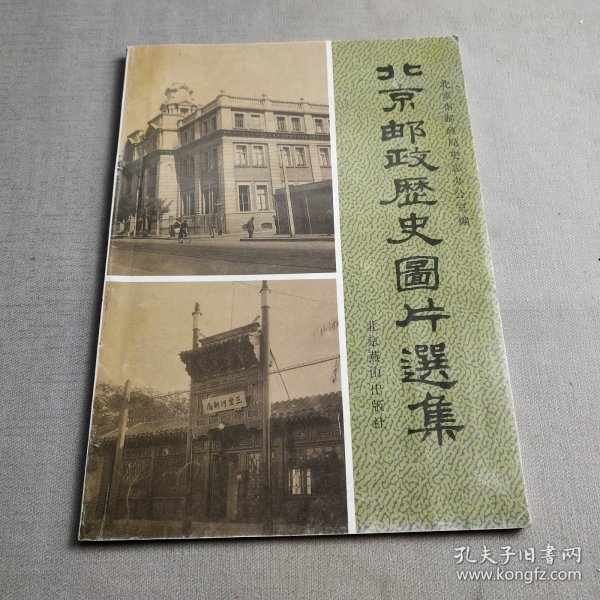 北京邮政歷史圖片選集
北京市邮政局史志办公室编
北京燕山出版社
三里河邮局
孔夫子旧书网
www.kongfz.com